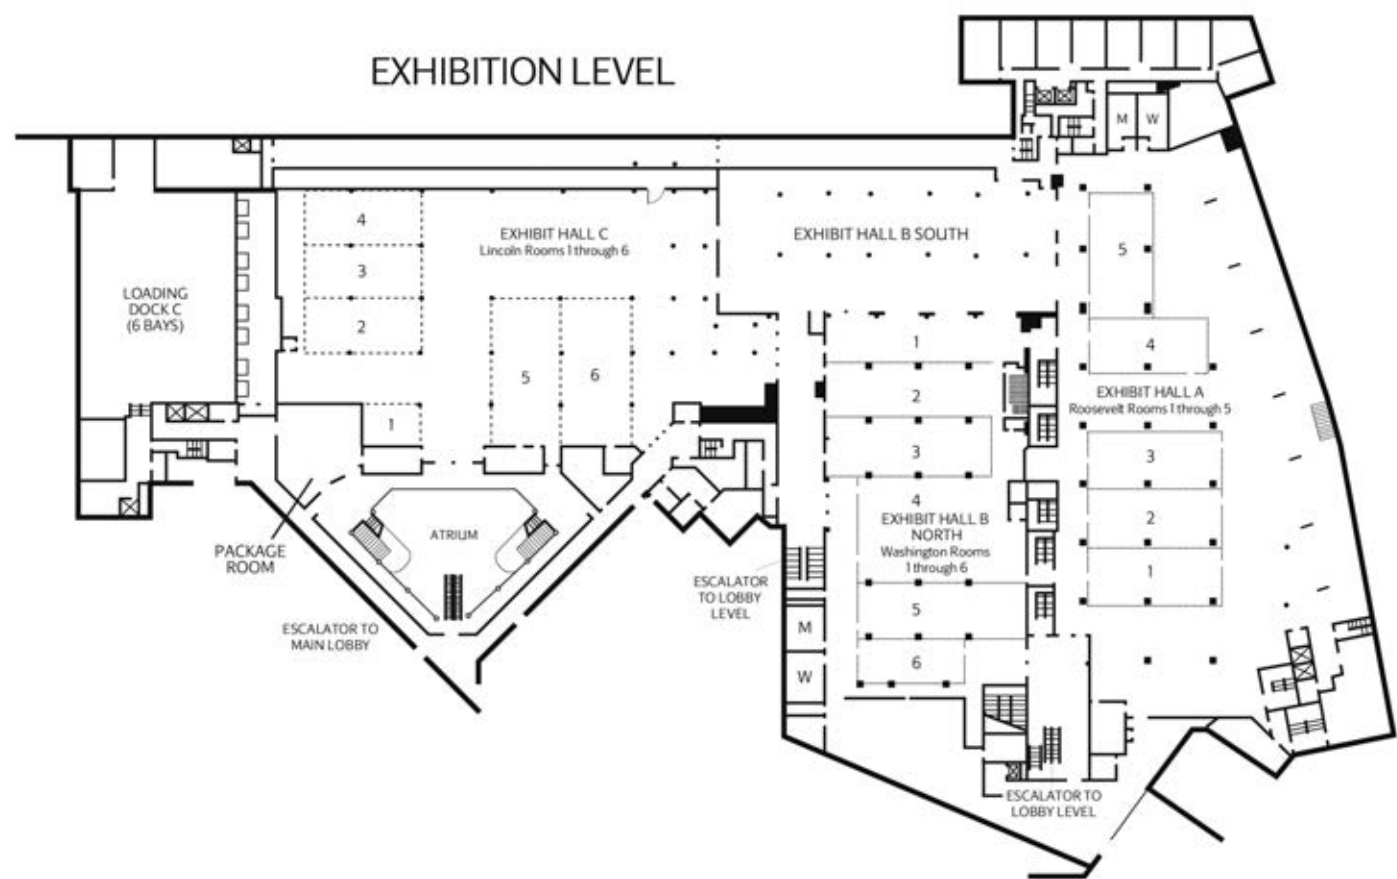 EXHIBITION LEVEL
M
W
4
3
2
EXHIBIT HALL C
Lincoln Rooms 1 through 6
EXHIBIT HALL B SOUTH
5
4
LOADING
DOCK C
(6 BAYS)
5
6
1
1
2
3
4
EXHIBIT HALL B
NORTH
Washington Rooms
1 through 6
5
6
EXHIBIT HALL A
Roosevelt Rooms 1 through 5
3
2
1
PACKAGE
ROOM
ATRIUM
ESCALATOR TO
MAIN LOBBY
ESCALATOR
TO LOBBY
LEVEL
M
W
ESCALATOR TO
LOBBY LEVEL